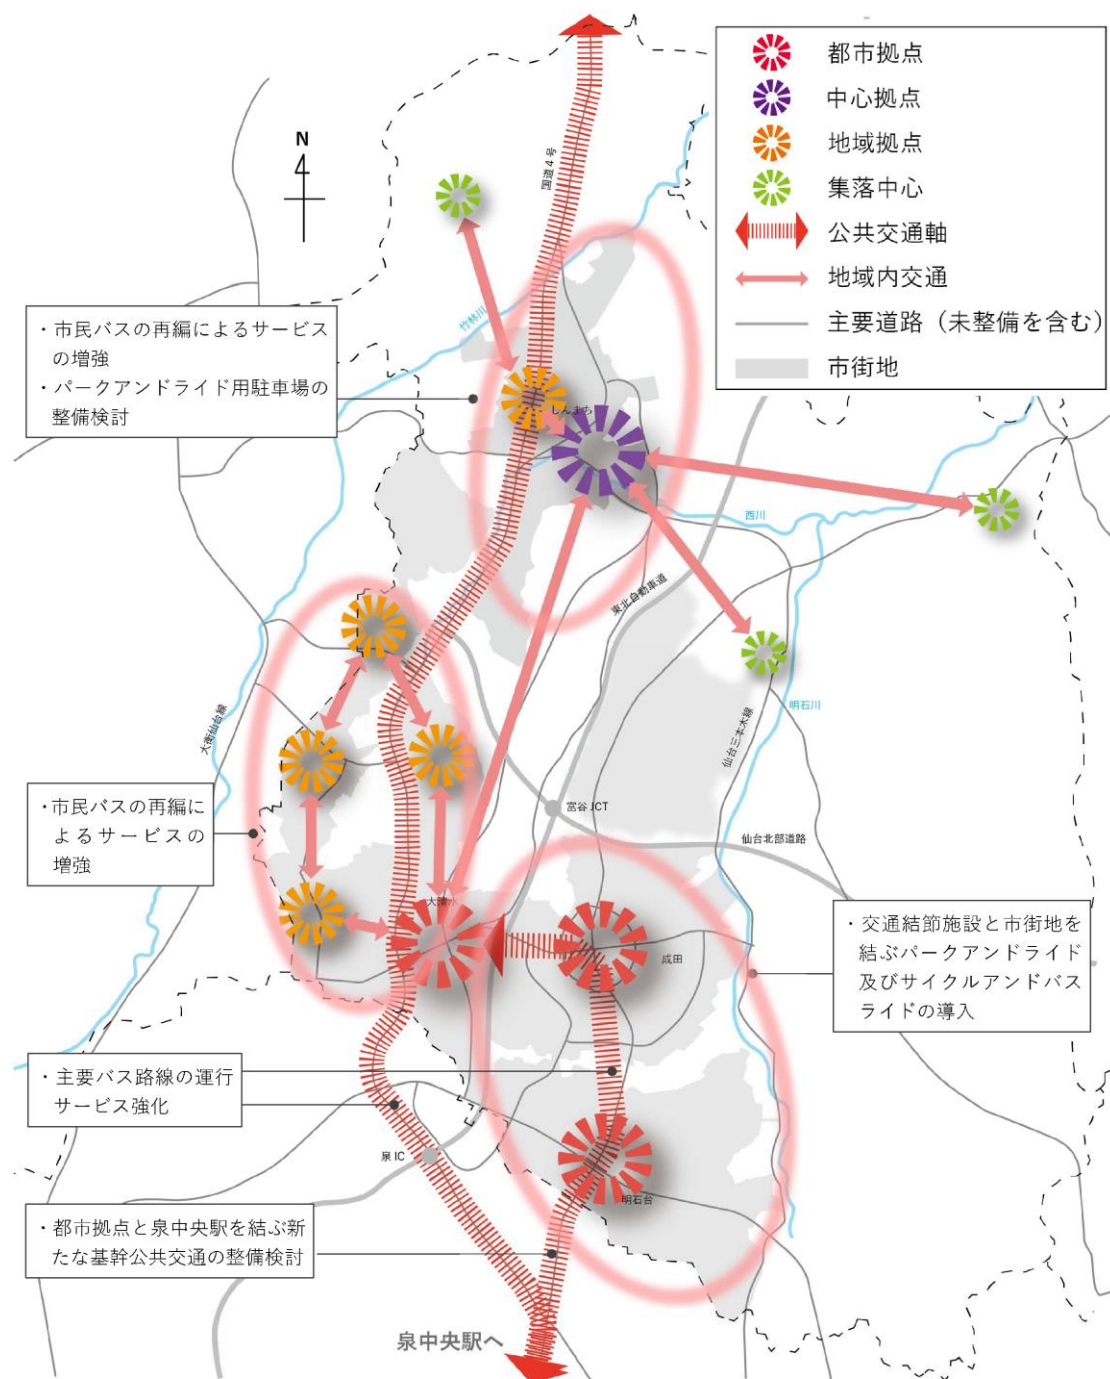 都市拠点
中心拠点
地域拠点
集落中心
公共交通軸
地域内交通
主要道路（未整備を含む）
市街地
N
国道4号
竹林川
・市民バスの再編によるサービス
の増強
・パークアンドライド用駐車場の
整備検討
しんまち
西川
東北自動車道
大衡仙台線
明石川
仙台三本木線
富谷JCT
仙台北部道路
・市民バスの再編に
よるサービスの
増強
大清水
成田
・交通結節施設と市街地を
結ぶパークアンドライド
及びサイクルアンドバス
ライドの導入
・主要バス路線の運行
サービス強化
泉IC
明石台
・都市拠点と泉中央駅を結ぶ新
たな基幹公共交通の整備検討
泉中央駅へ